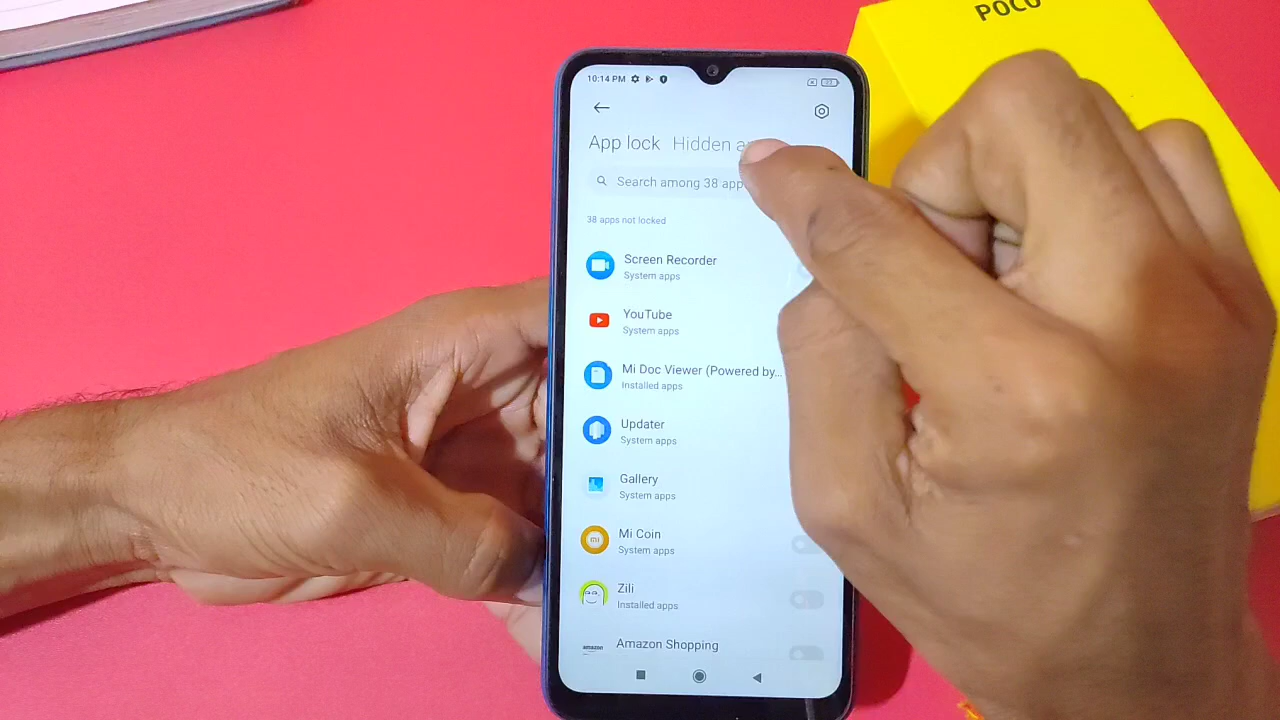 POCO
10:14 PM
App lock Hidden
Search among 38 app
38 apps not locked
Screen Recorder
System apps
YouTube
System apps
Mi Doc Viewer (Powered by...
Installed apps
Updater
System apps
Gallery
System apps
Mi Coin
System apps
Zili
Installed apps
amazon
Amazon Shopping